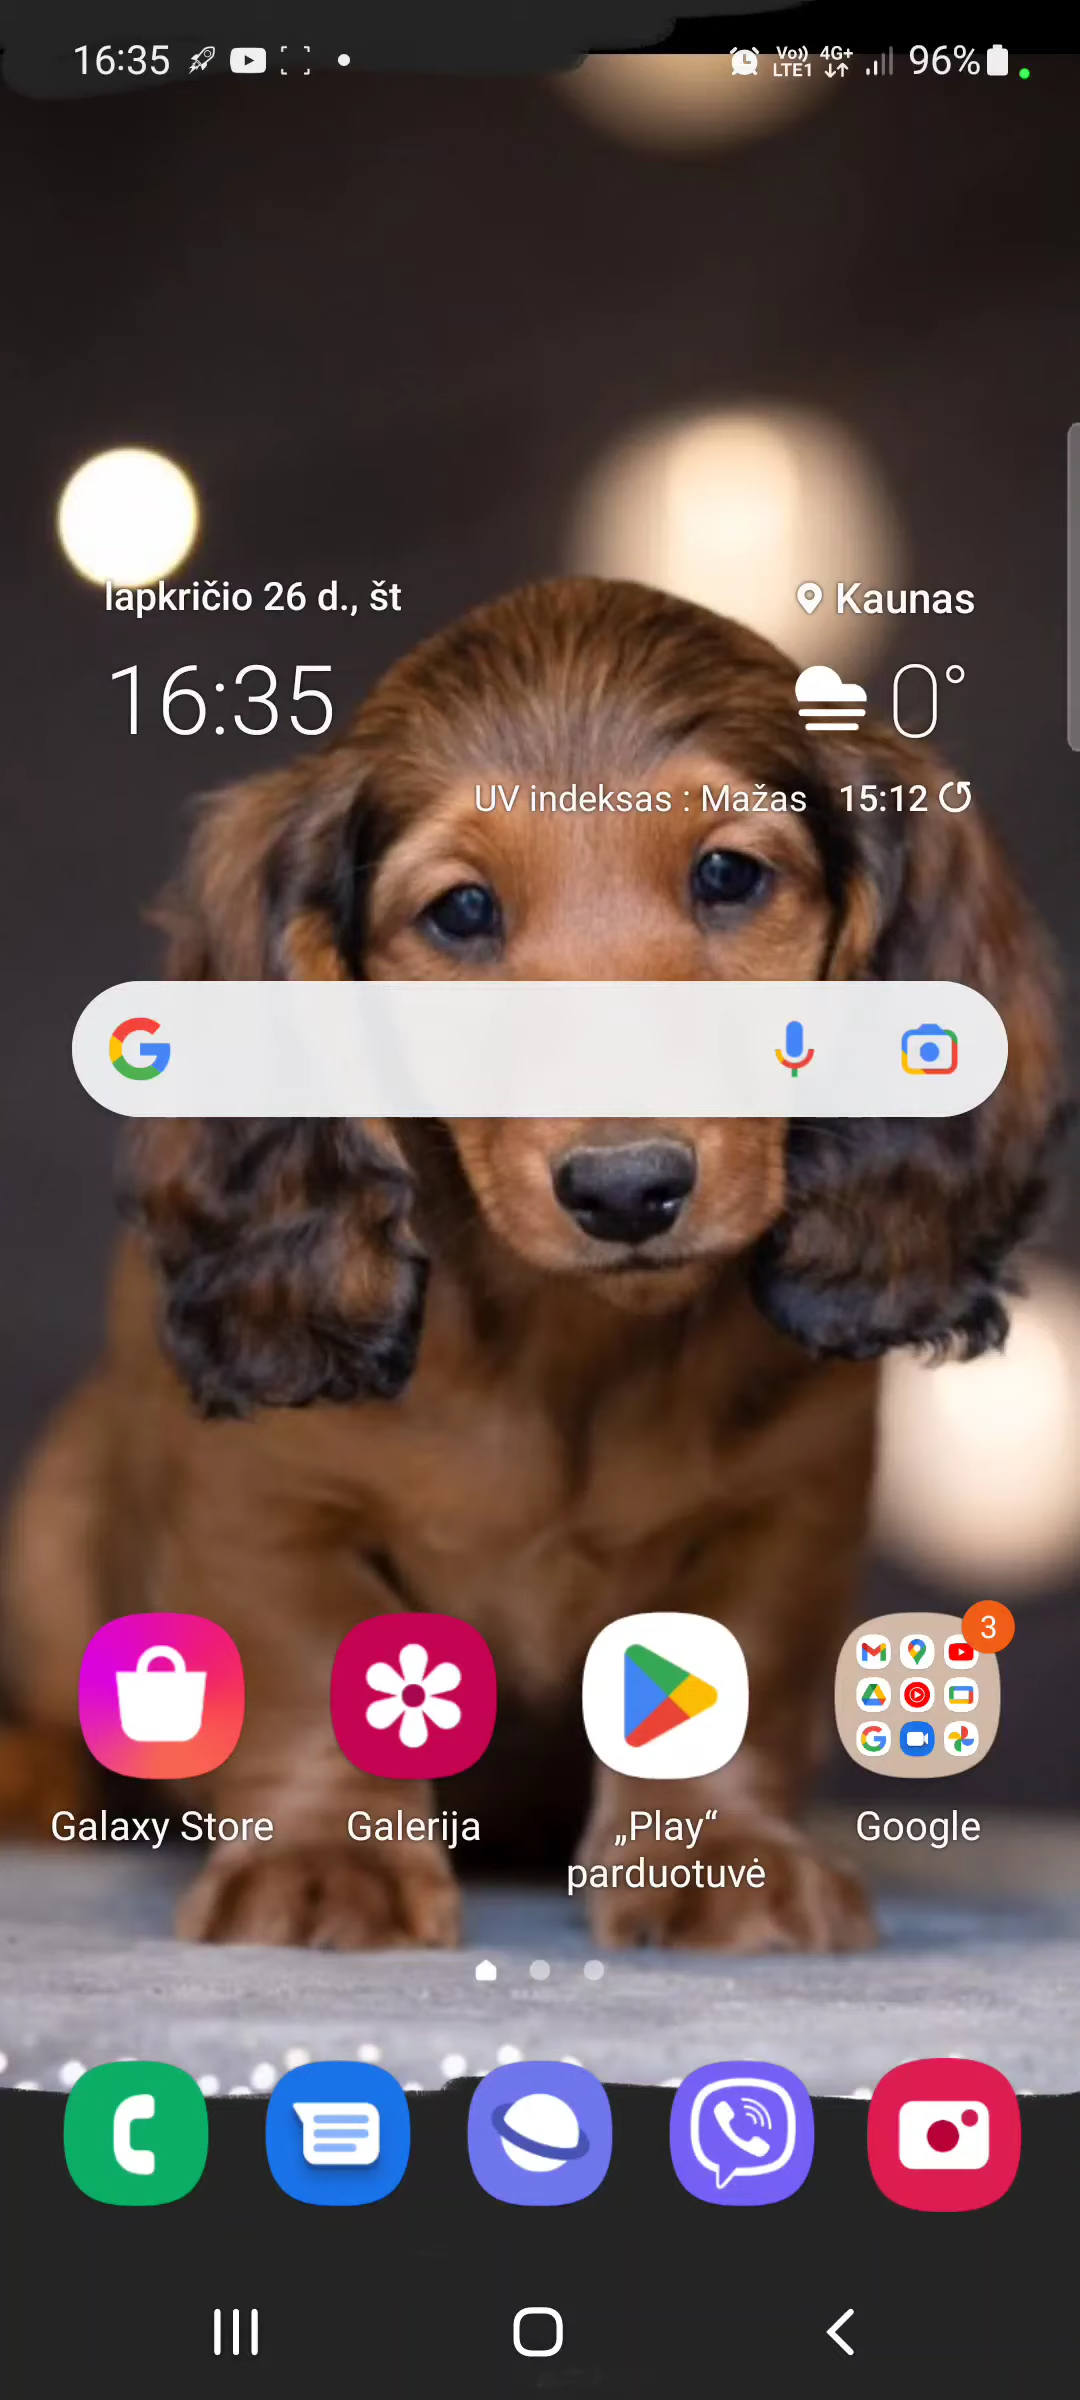 16:35
Vo)) 4G+ 96%
LTE1
lapkričio 26 d., št
Kaunas
16:35
0°
UV indeksas : Mažas 15:12
3
Galaxy Store
Galerija
„Play“
parduotuvė
Google